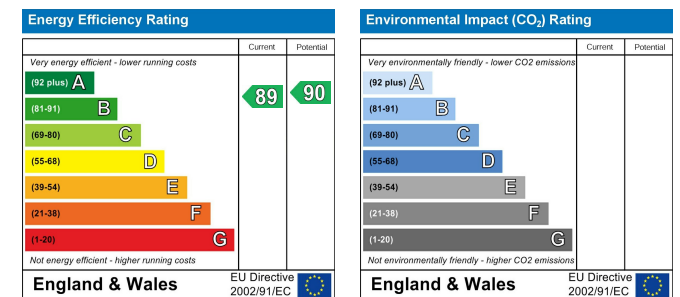 Energy Efficiency Rating
Current Potential
Very energy efficient - lower running costs
(92 plus) A
(81-91) B
(69-80) C
(55-68) D
(39-54) E
(21-38) F
(1-20) G
89 90
Not energy efficient - higher running costs
England & Wales
EU Directive
2002/91/EC
Environmental Impact (CO₂) Rating
Current Potential
Very environmentally friendly - lower CO2 emissions
(92 plus) A
(81-91) B
(69-80) C
(55-68) D
(39-54) E
(21-38) F
(1-20) G
Not environmentally friendly - higher CO2 emissions
England & Wales
EU Directive
2002/91/EC